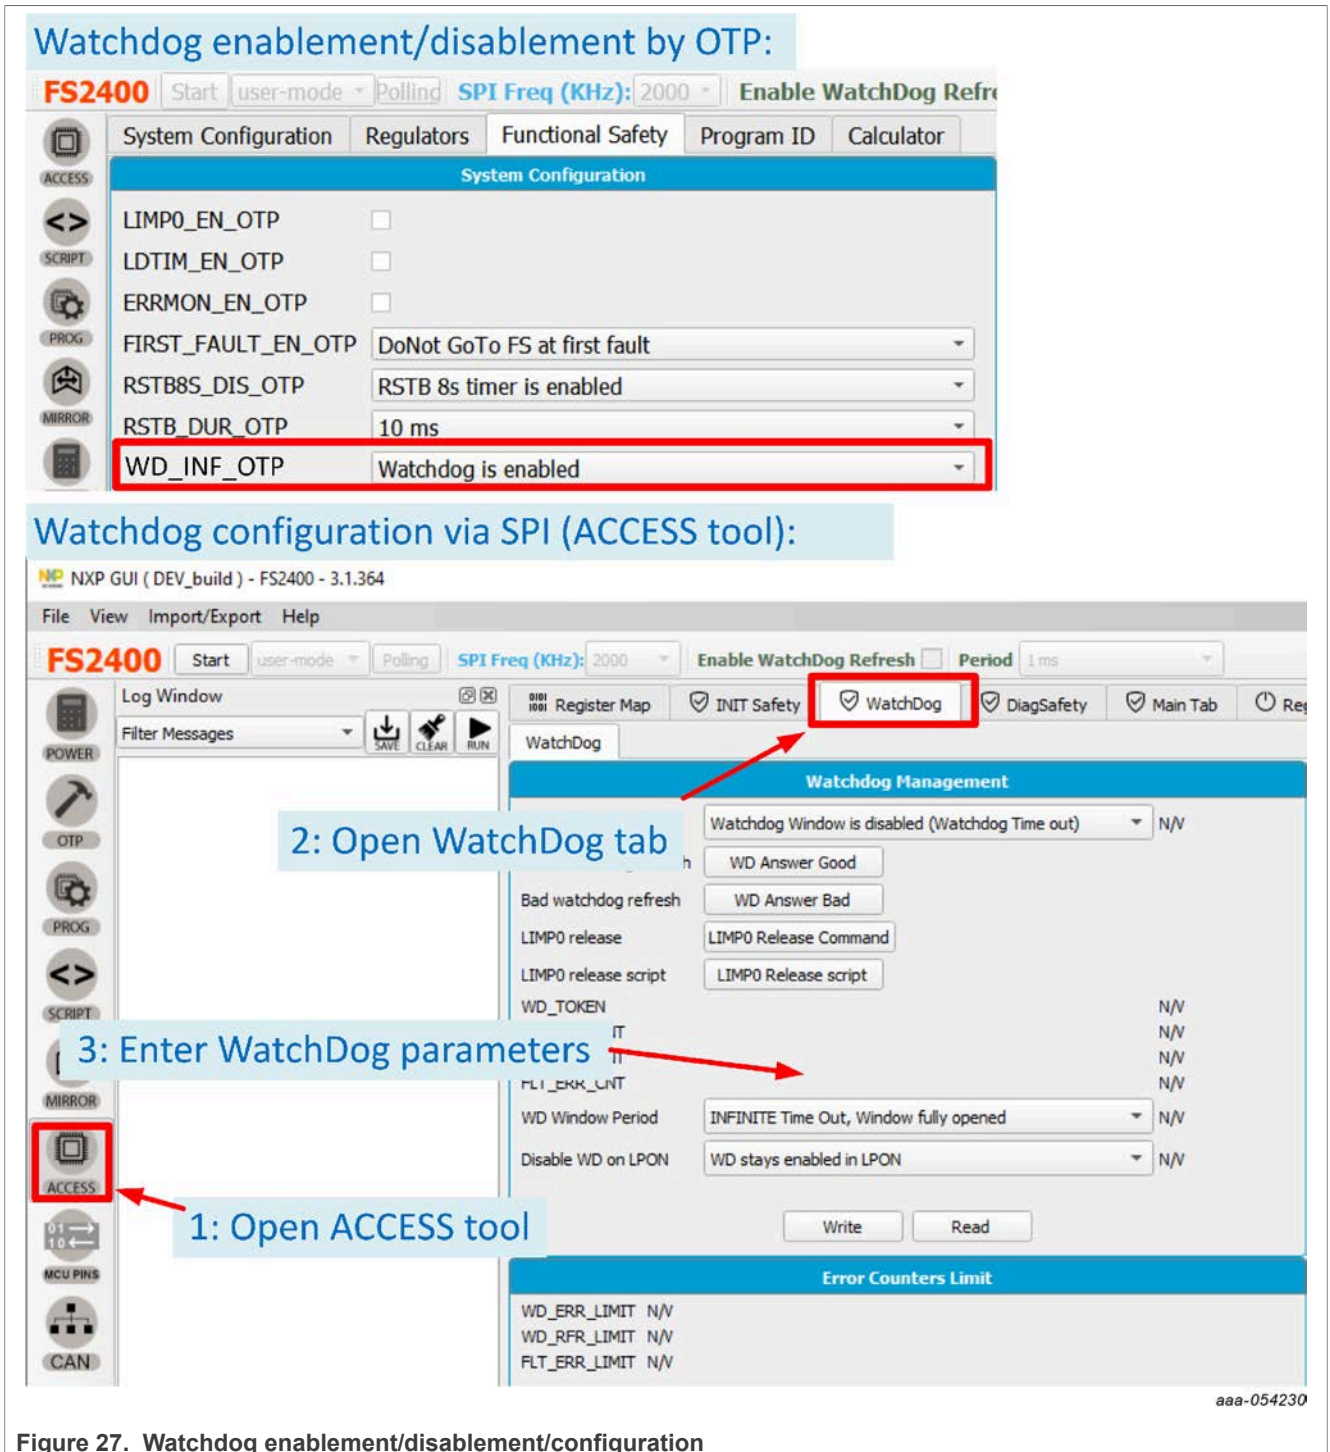 Watchdog enablement/disablement by OTP:
FS2400 Start user-mode Polling SPI Freq (KHz): 2000 Enable WatchDog Refre
System Configuration Regulators Functional Safety Program ID Calculator
ACCESS
System Configuration
LIMP0_EN_OTP
SCRIPT
LDTIM_EN_OTP
ERRMON_EN_OTP
PROG
FIRST_FAULT_EN_OTP DoNot GoTo FS at first fault
RSTB8S_DIS_OTP RSTB 8s timer is enabled
MIRROR
RSTB_DUR_OTP 10 ms
WD_INF_OTP Watchdog is enabled
Watchdog configuration via SPI (ACCESS tool):
NXP GUI ( DEV_build ) - FS2400 - 3.1.364
File View Import/Export Help
FS2400 Start user-mode Polling SPI Freq (KHz): 2000 Enable WatchDog Refresh Period 1 ms
Log Window
0101 1001 Register Map INIT Safety WatchDog DiagSafety Main Tab Reg
Filter Messages SAVE CLEAR RUN
POWER
WatchDog
Watchdog Management
Watchdog Window is disabled (Watchdog Time out) N/V
2: Open WatchDog tab
OTP
h WD Answer Good
Bad watchdog refresh WD Answer Bad
PROG
LIMP0 release LIMP0 Release Command
LIMP0 release script LIMP0 Release script
SCRIPT
WD_TOKEN N/V
N/V
3: Enter WatchDog parameters
N/V
FLT_ERR_CNT N/V
MIRROR
WD Window Period INFINITE Time Out, Window fully opened N/V
Disable WD on LPON WD stays enabled in LPON N/V
ACCESS
1: Open ACCESS tool
Write Read
01
10
MCU PINS
Error Counters Limit
WD_ERR_LIMIT N/V
WD_RFR_LIMIT N/V
FLT_ERR_LIMIT N/V
CAN
aaa-054230
Figure 27. Watchdog enablement/disablement/configuration